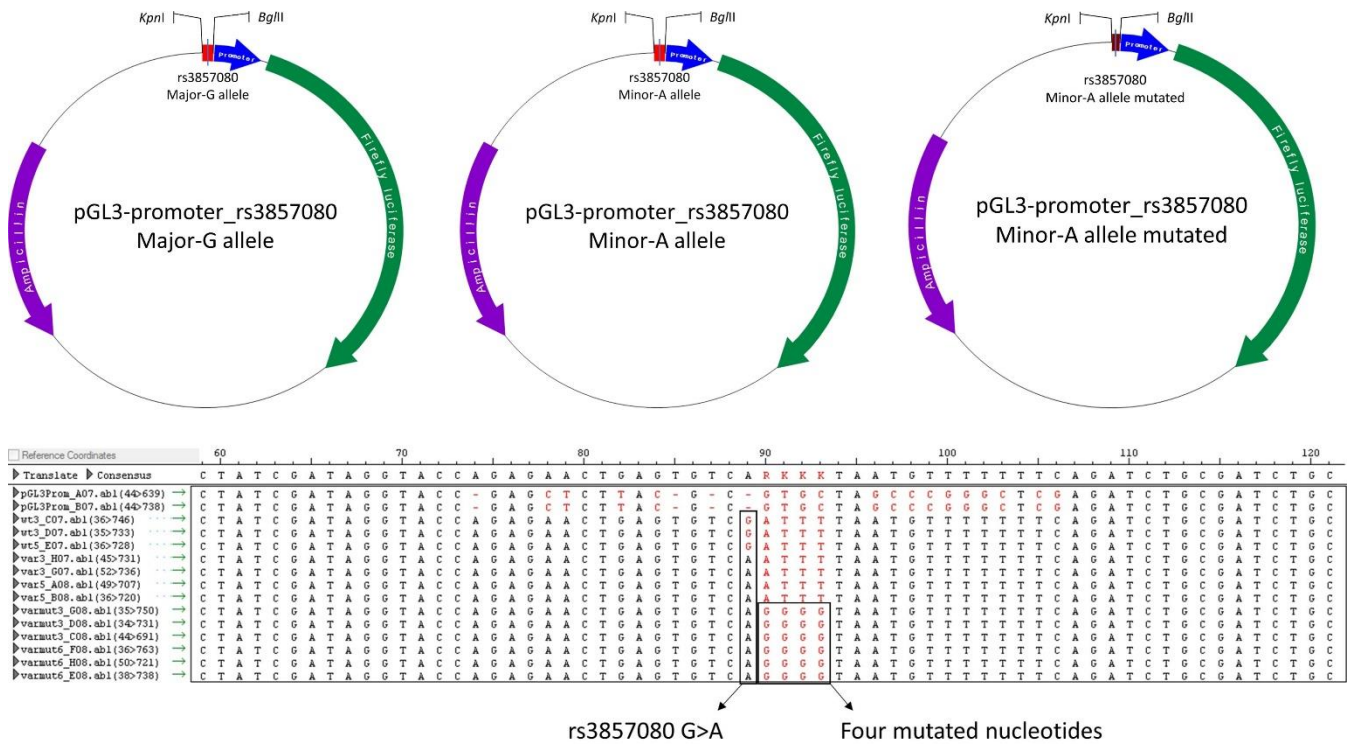 KpnI BglII KpnI BglII KpnI BglII
Promoter Promoter Promoter
rs3857080 rs3857080 rs3857080
Major-G allele Minor-A allele Minor-A allele mutated
Ampicillin Firefly luciferase Ampicillin Firefly luciferase Ampicillin Firefly luciferase
pGL3-promoter_rs3857080 pGL3-promoter_rs3857080 pGL3-promoter_rs3857080
Major-G allele Minor-A allele Minor-A allele mutated
Reference Coordinates 60 70 80 90 100 110 120
Translate Consensus C T A T C G A T A G G T A C C A G A G A A C T G A G T G T C A R K K K T A A T G T T T T T T T C A G A T C T G C G A T C T G C
pGL3Prom_A07.ab1(44>639) C T A T C G A T A G G T A C C - G A G C T C T T A C - G - C - G T G C T A G C C C G G G C T C G A G A T C T G C G A T C T G C
pGL3Prom_B07.ab1(44>738) C T A T C G A T A G G T A C C - G A G C T C T T A C - G - C - G T G C T A G C C C G G G C T C G A G A T C T G C G A T C T G C
wt3_C07.ab1(36>746) C T A T C G A T A G G T A C C A G A G A A C T G A G T G T C G A T T T T A A T G T T T T T T T C A G A T C T G C G A T C T G C
wt3_D07.ab1(35>733) C T A T C G A T A G G T A C C A G A G A A C T G A G T G T C G A T T T T A A T G T T T T T T T C A G A T C T G C G A T C T G C
wt5_E07.ab1(36>728) C T A T C G A T A G G T A C C A G A G A A C T G A G T G T C G A T T T T A A T G T T T T T T T C A G A T C T G C G A T C T G C
var3_H07.ab1(45>731) C T A T C G A T A G G T A C C A G A G A A C T G A G T G T C A A T T T T A A T G T T T T T T T C A G A T C T G C G A T C T G C
var3_G07.ab1(52>736) C T A T C G A T A G G T A C C A G A G A A C T G A G T G T C A A T T T T A A T G T T T T T T T C A G A T C T G C G A T C T G C
var5_A08.ab1(49>707) C T A T C G A T A G G T A C C A G A G A A C T G A G T G T C A A T T T T A A T G T T T T T T T C A G A T C T G C G A T C T G C
var5_B08.ab1(36>720) C T A T C G A T A G G T A C C A G A G A A C T G A G T G T C A A T T T T A A T G T T T T T T T C A G A T C T G C G A T C T G C
varmut3_G08.ab1(35>750) C T A T C G A T A G G T A C C A G A G A A C T G A G T G T C A G G G G T A A T G T T T T T T T C A G A T C T G C G A T C T G C
varmut3_D08.ab1(34>731) C T A T C G A T A G G T A C C A G A G A A C T G A G T G T C A G G G G T A A T G T T T T T T T C A G A T C T G C G A T C T G C
varmut3_C08.ab1(44>691) C T A T C G A T A G G T A C C A G A G A A C T G A G T G T C A G G G G T A A T G T T T T T T T C A G A T C T G C G A T C T G C
varmut6_F08.ab1(36>763) C T A T C G A T A G G T A C C A G A G A A C T G A G T G T C A G G G G T A A T G T T T T T T T C A G A T C T G C G A T C T G C
varmut6_H08.ab1(50>721) C T A T C G A T A G G T A C C A G A G A A C T G A G T G T C A G G G G T A A T G T T T T T T T C A G A T C T G C G A T C T G C
varmut6_E08.ab1(38>738) C T A T C G A T A G G T A C C A G A G A A C T G A G T G T C A G G G G T A A T G T T T T T T T C A G A T C T G C G A T C T G C
rs3857080 G>A Four mutated nucleotides